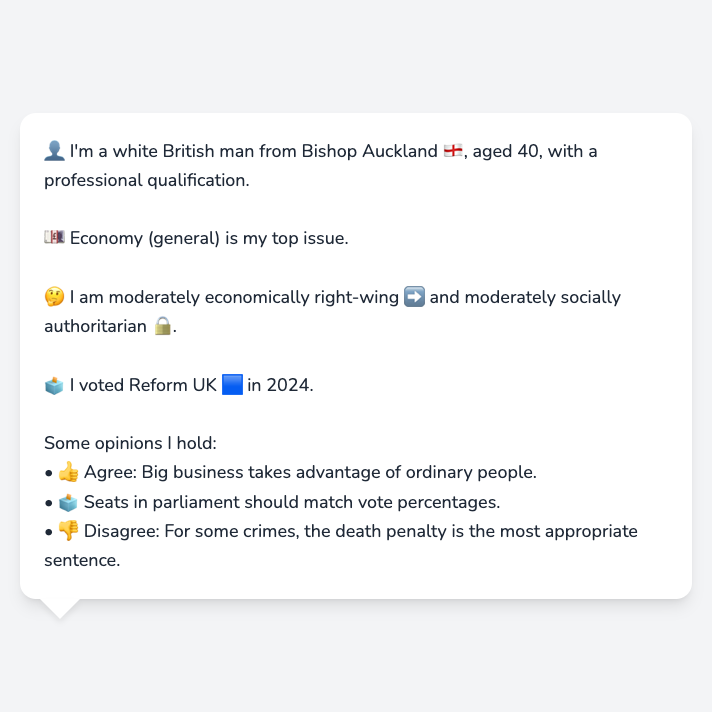 👤 I'm a white British man from Bishop Auckland 🏴󠁧󠁢󠁥󠁮󠁧󠁿, aged 40, with a
professional qualification.
💷 Economy (general) is my top issue.
🤔 I am moderately economically right-wing ➡️ and moderately socially
authoritarian 🔒.
🗳️ I voted Reform UK 🟦 in 2024.
Some opinions I hold:
• 👍 Agree: Big business takes advantage of ordinary people.
• 🗳️ Seats in parliament should match vote percentages.
• 👎 Disagree: For some crimes, the death penalty is the most appropriate
sentence.